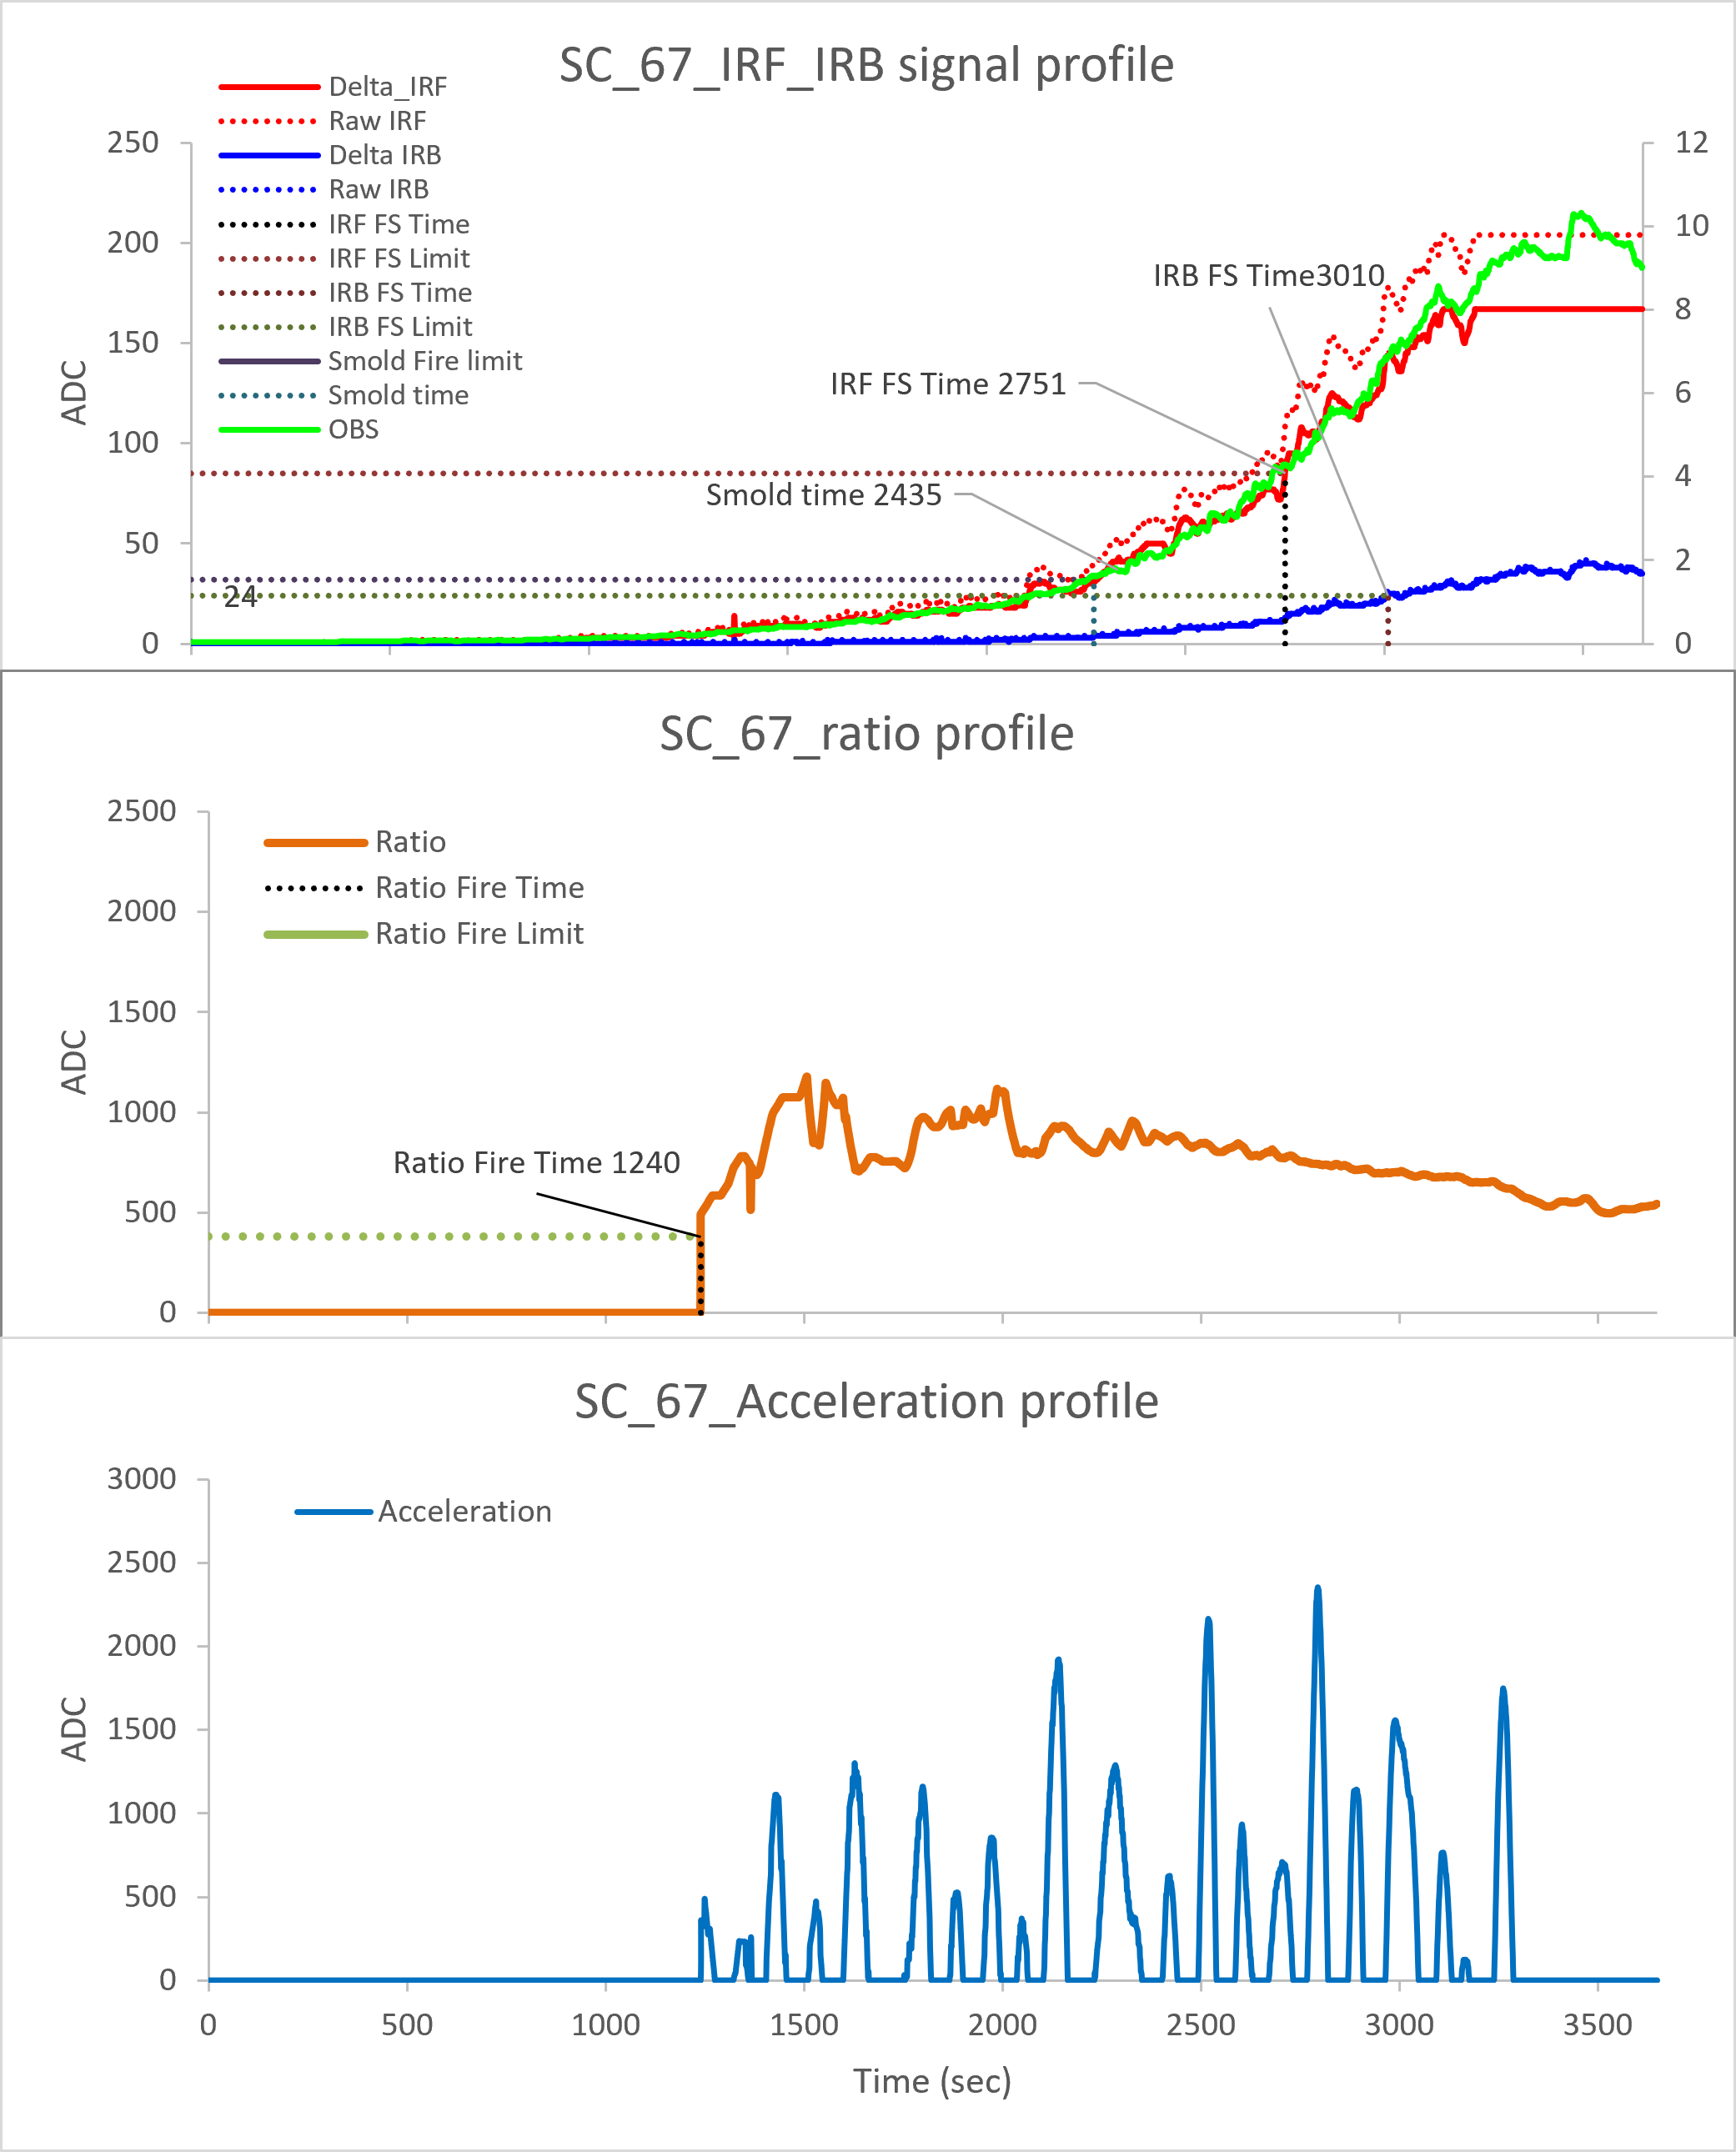 SC_67_IRF_IRB signal profile
Delta_IRF
Raw IRF
Delta IRB
Raw IRB
IRF FS Time
IRF FS Limit
IRB FS Time
IRB FS Limit
Smold Fire limit
Smold time
OBS
250
200
150
100
50
0
ADC
12
10
8
6
4
2
0
IRB FS Time3010
IRF FS Time 2751
Smold time 2435
24
SC_67_ratio profile
2500
2000
1500
1000
500
0
ADC
Ratio
Ratio Fire Time
Ratio Fire Limit
Ratio Fire Time 1240
SC_67_Acceleration profile
3000
2500
2000
1500
1000
500
0
ADC
Acceleration
0 500 1000 1500 2000 2500 3000 3500
Time (sec)